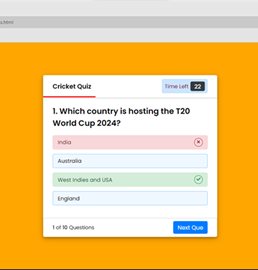 s.html
Cricket Quiz
Time Left 22
1. Which country is hosting the T20
World Cup 2024?
India
Australia
West Indies and USA
England
1 of 10 Questions
Next Que